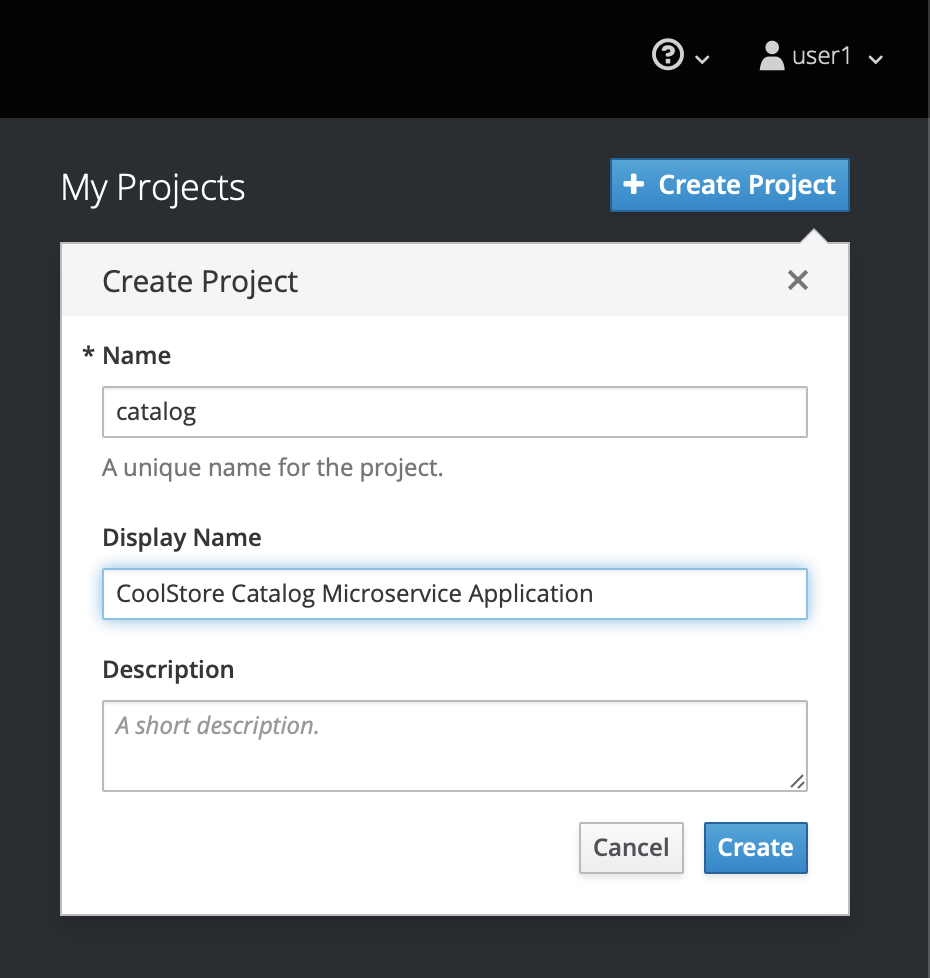 user1
My Projects
+ Create Project
Create Project
* Name
catalog
A unique name for the project.
Display Name
CoolStore Catalog Microservice Application
Description
A short description.
Cancel
Create